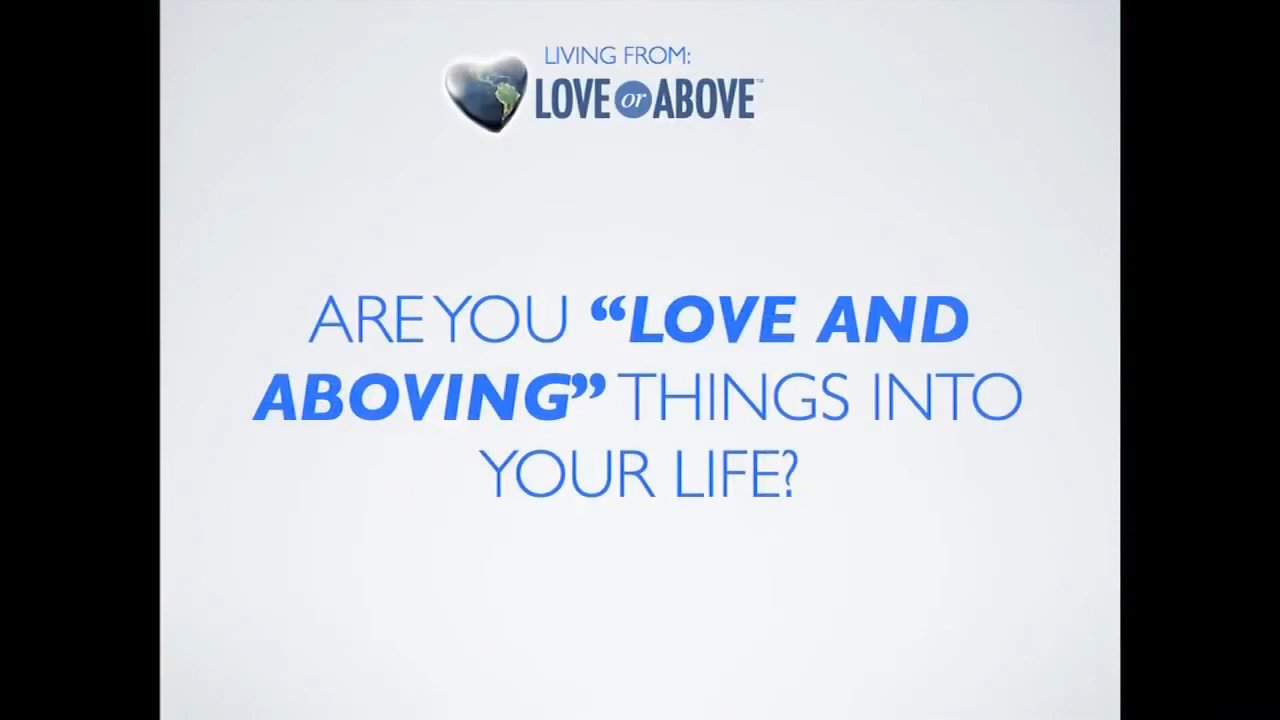 LIVING FROM:
LOVE or ABOVE™
ARE YOU “LOVE AND
ABOVING” THINGS INTO
YOUR LIFE?